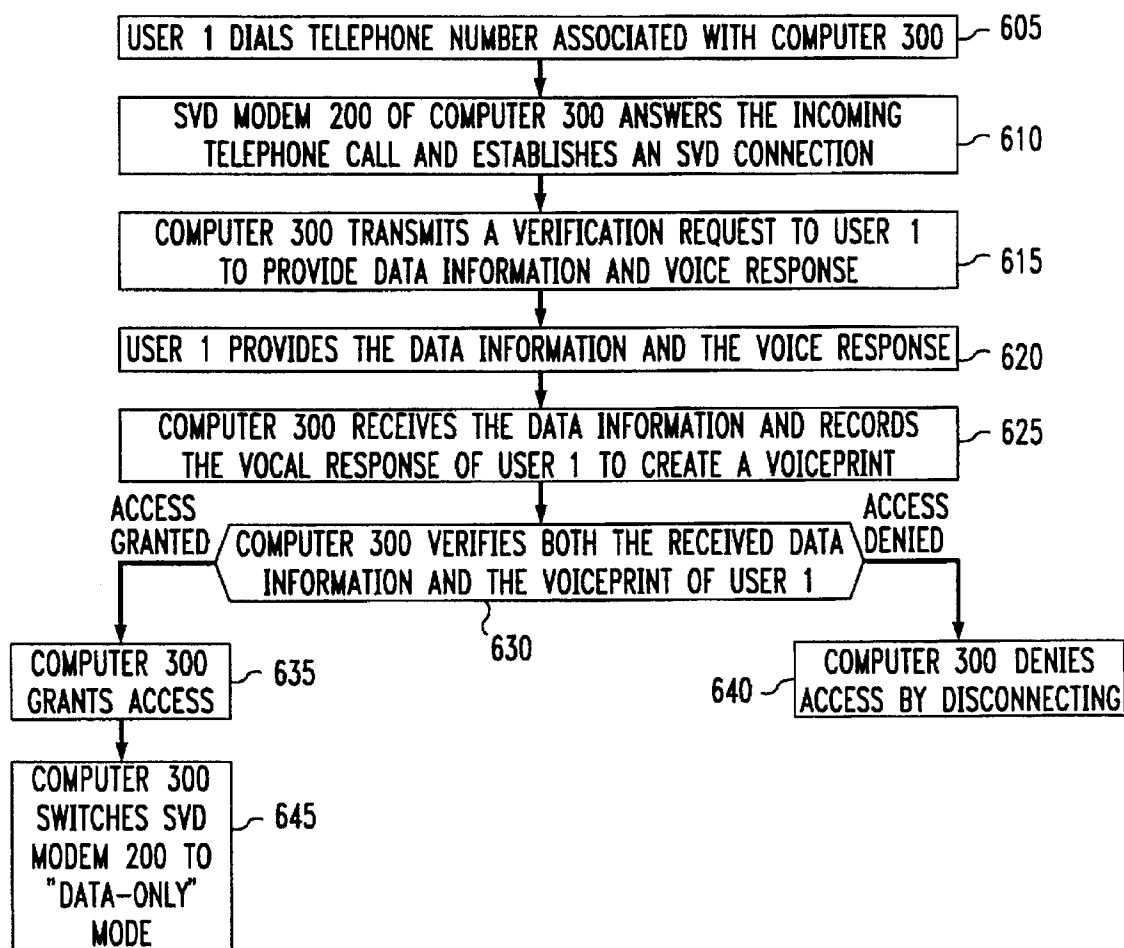 USER 1 DIALS TELEPHONE NUMBER ASSOCIATED WITH COMPUTER 300
605
SVD MODEM 200 OF COMPUTER 300 ANSWERS THE INCOMING
TELEPHONE CALL AND ESTABLISHES AN SVD CONNECTION
610
COMPUTER 300 TRANSMITS A VERIFICATION REQUEST TO USER 1
TO PROVIDE DATA INFORMATION AND VOICE RESPONSE
615
USER 1 PROVIDES THE DATA INFORMATION AND THE VOICE RESPONSE
620
COMPUTER 300 RECEIVES THE DATA INFORMATION AND RECORDS
THE VOCAL RESPONSE OF USER 1 TO CREATE A VOICEPRINT
625
ACCESS
GRANTED
COMPUTER 300 VERIFIES BOTH THE RECEIVED DATA
INFORMATION AND THE VOICEPRINT OF USER 1
ACCESS
DENIED
630
COMPUTER 300
GRANTS ACCESS
635
640
COMPUTER 300 DENIES
ACCESS BY DISCONNECTING
COMPUTER 300
SWITCHES SVD
MODEM 200 TO
"DATA-ONLY"
MODE
645